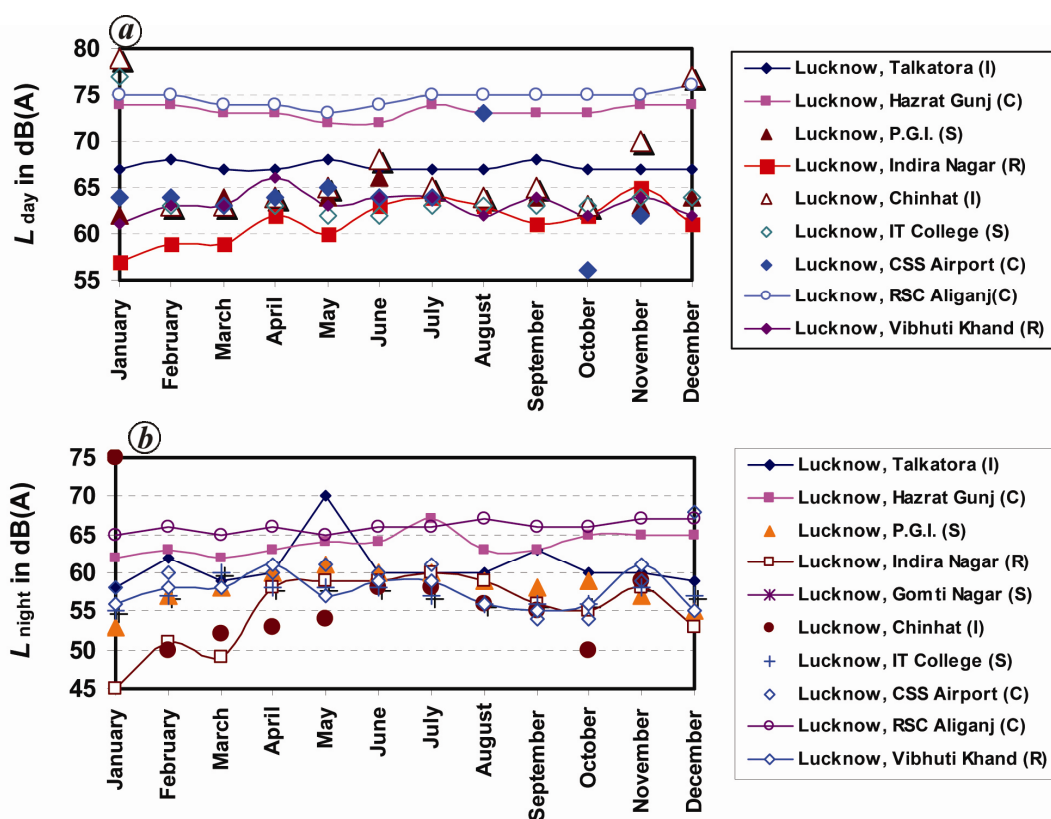 a
80
75
70
65
60
55
L day in dB(A)
January
February
March
April
May
June
July
August
September
October
November
December
Lucknow, Talkatora (I)
Lucknow, Hazrat Gunj (C)
Lucknow, P.G.I. (S)
Lucknow, Indira Nagar (R)
Lucknow, Chinhat (I)
Lucknow, IT College (S)
Lucknow, CSS Airport (C)
Lucknow, RSC Aliganj(C)
Lucknow, Vibhuti Khand (R)
b
75
70
65
60
55
50
45
L night in dB(A)
January
February
March
April
May
June
July
August
September
October
November
December
Lucknow, Talkatora (I)
Lucknow, Hazrat Gunj (C)
Lucknow, P.G.I. (S)
Lucknow, Indira Nagar (R)
Lucknow, Gomti Nagar (S)
Lucknow, Chinhat (I)
Lucknow, IT College (S)
Lucknow, CSS Airport (C)
Lucknow, RSC Aliganj (C)
Lucknow, Vibhuti Khand (R)